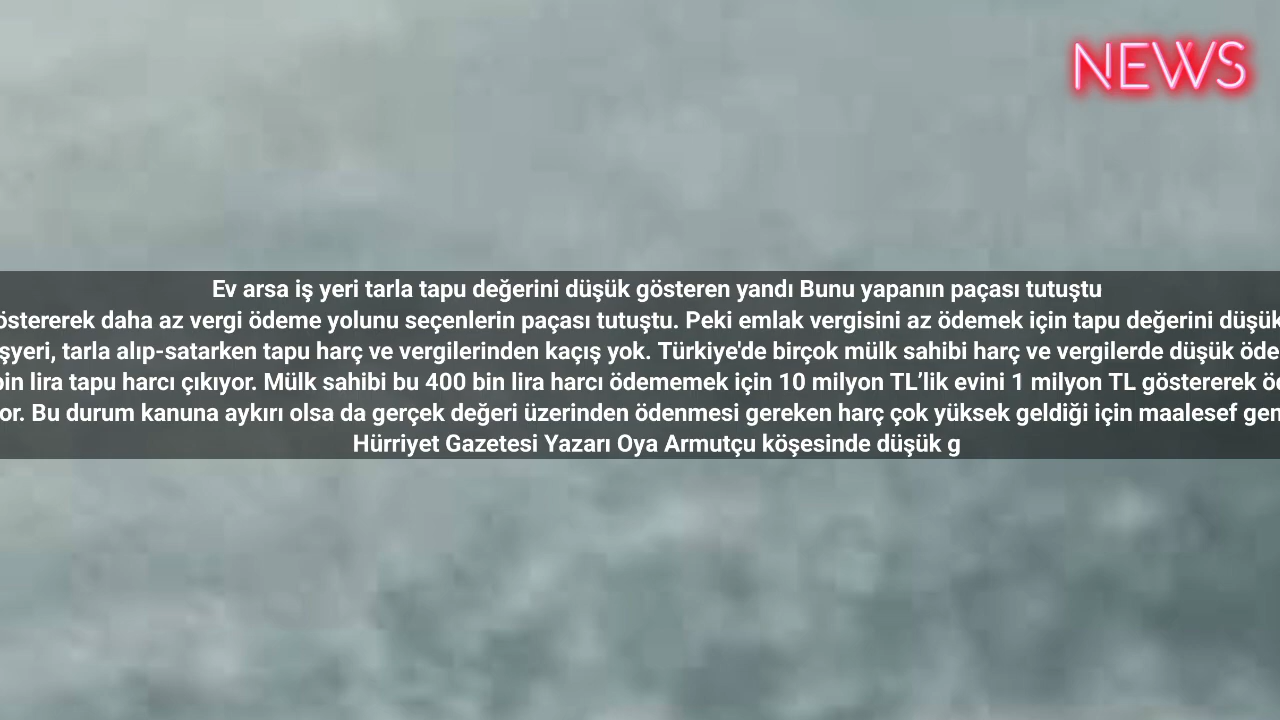 NEWS
Ev arsa iş yeri tarla tapu değerini düşük gösteren yandı Bunu yapanın paçası tutuştu
östererek daha az vergi ödeme yolunu seçenlerin paçası tutuştu. Peki emlak vergisini az ödemek için tapu değerini düşük
şyeri, tarla alıp-satarken tapu harç ve vergilerinden kaçış yok. Türkiye'de birçok mülk sahibi harç ve vergilerde düşük öde
bin lira tapu harcı çıkıyor. Mülk sahibi bu 400 bin lira harcı ödememek için 10 milyon TL’lik evini 1 milyon TL göstererek öd
or. Bu durum kanuna aykırı olsa da gerçek değeri üzerinden ödenmesi gereken harç çok yüksek geldiği için maalesef gen
Hürriyet Gazetesi Yazarı Oya Armutçu köşesinde düşük g